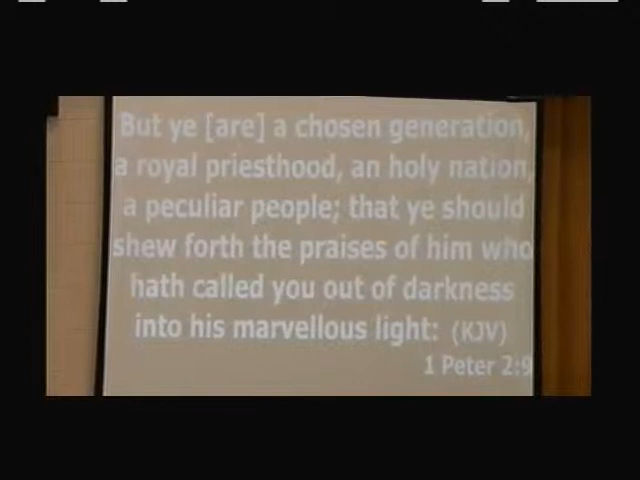 But ye [are] a chosen generation,
a royal priesthood, an holy nation,
a peculiar people; that ye should
shew forth the praises of him who
hath called you out of darkness
into his marvellous light: (KJV)
1 Peter 2:9